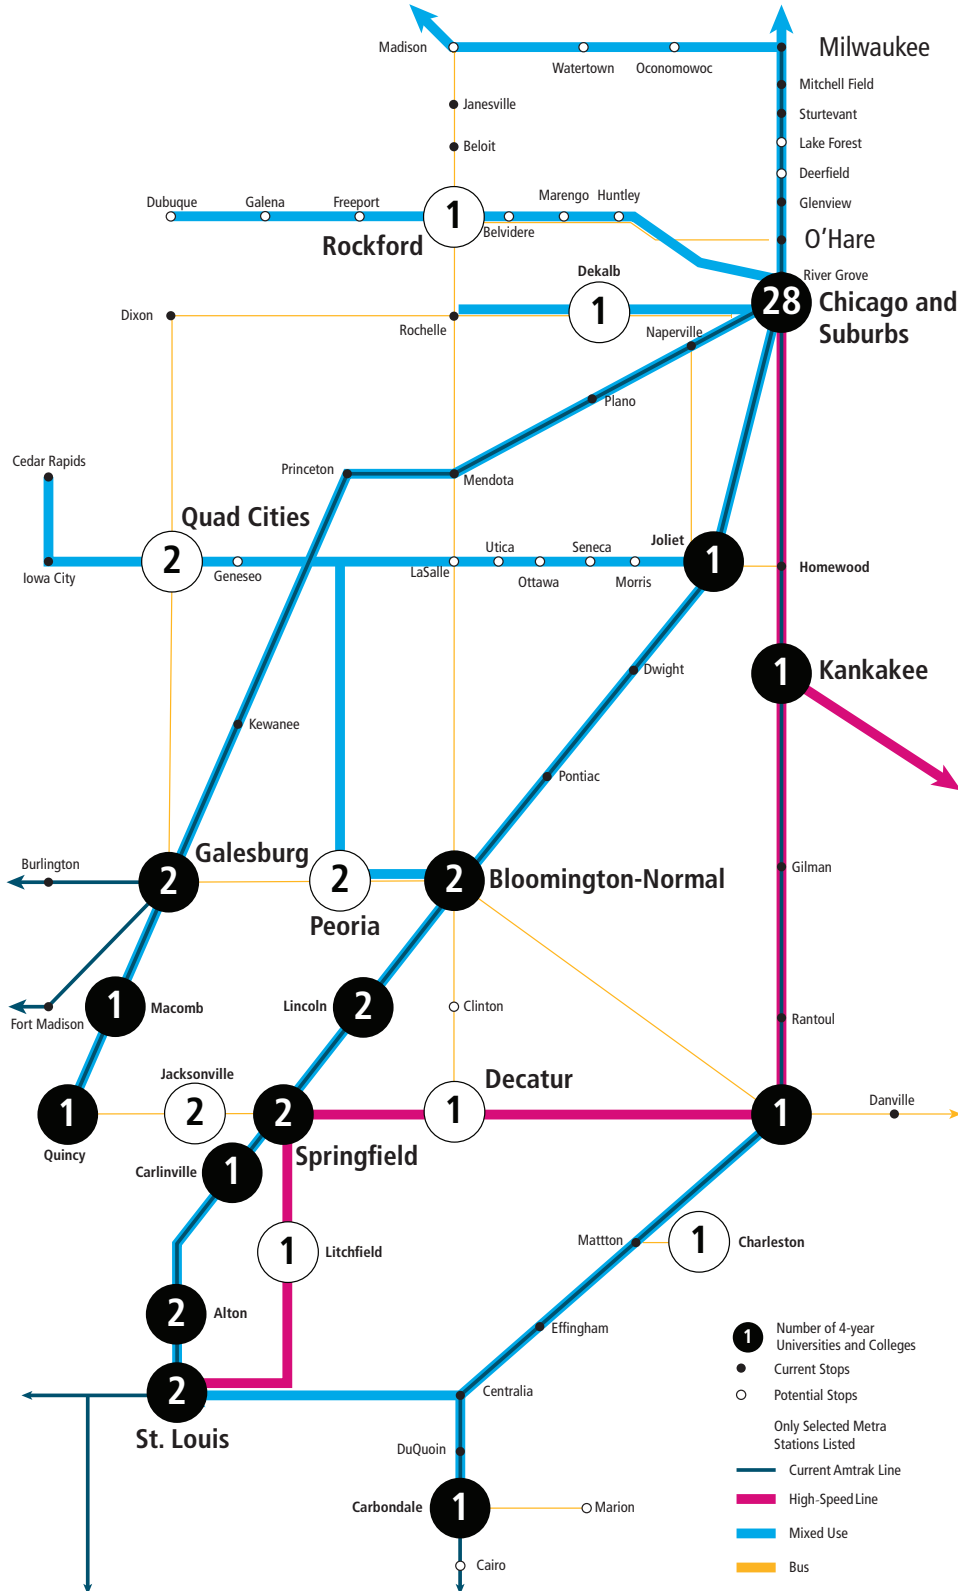 Madison
Watertown
Oconomowoc
Milwaukee
Mitchell Field
Janesville
Sturtevant
Beloit
Lake Forest
Deerfield
Dubuque
Galena
Freeport
1
Marengo
Huntley
Glenview
Belvidere
Rockford
O'Hare
Dekalb
River Grove
1
28
Chicago and
Suburbs
Dixon
Rochelle
Naperville
Plano
Cedar Rapids
Princeton
Mendota
Quad Cities
2
Iowa City
Geneseo
LaSalle
Utica
Ottawa
Seneca
Morris
Joliet
1
Homewood
1
Kankakee
Dwight
Kewanee
Pontiac
Galesburg
Burlington
2
2
Peoria
2
Bloomington-Normal
Gilman
Fort Madison
1
Macomb
Lincoln
2
Clinton
Rantoul
Jacksonville
Decatur
1
Quincy
2
2
Springfield
1
1
Danville
Carlinville
1
1
Litchfield
Mattton
1
Charleston
2
Alton
Effingham
2
St. Louis
Centralia
DuQuoin
Carbondale
1
Marion
Cairo
1
Number of 4-year
Universities and Colleges
Current Stops
Potential Stops
Only Selected Metra
Stations Listed
Current Amtrak Line
High-Speed Line
Mixed Use
Bus